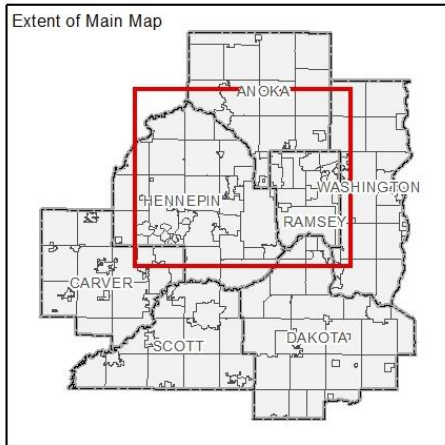 Extent of Main Map
ANOKA
WASHINGTON
HENNEPIN
RAMSEY
CARVER
DAKOTA
SCOTT